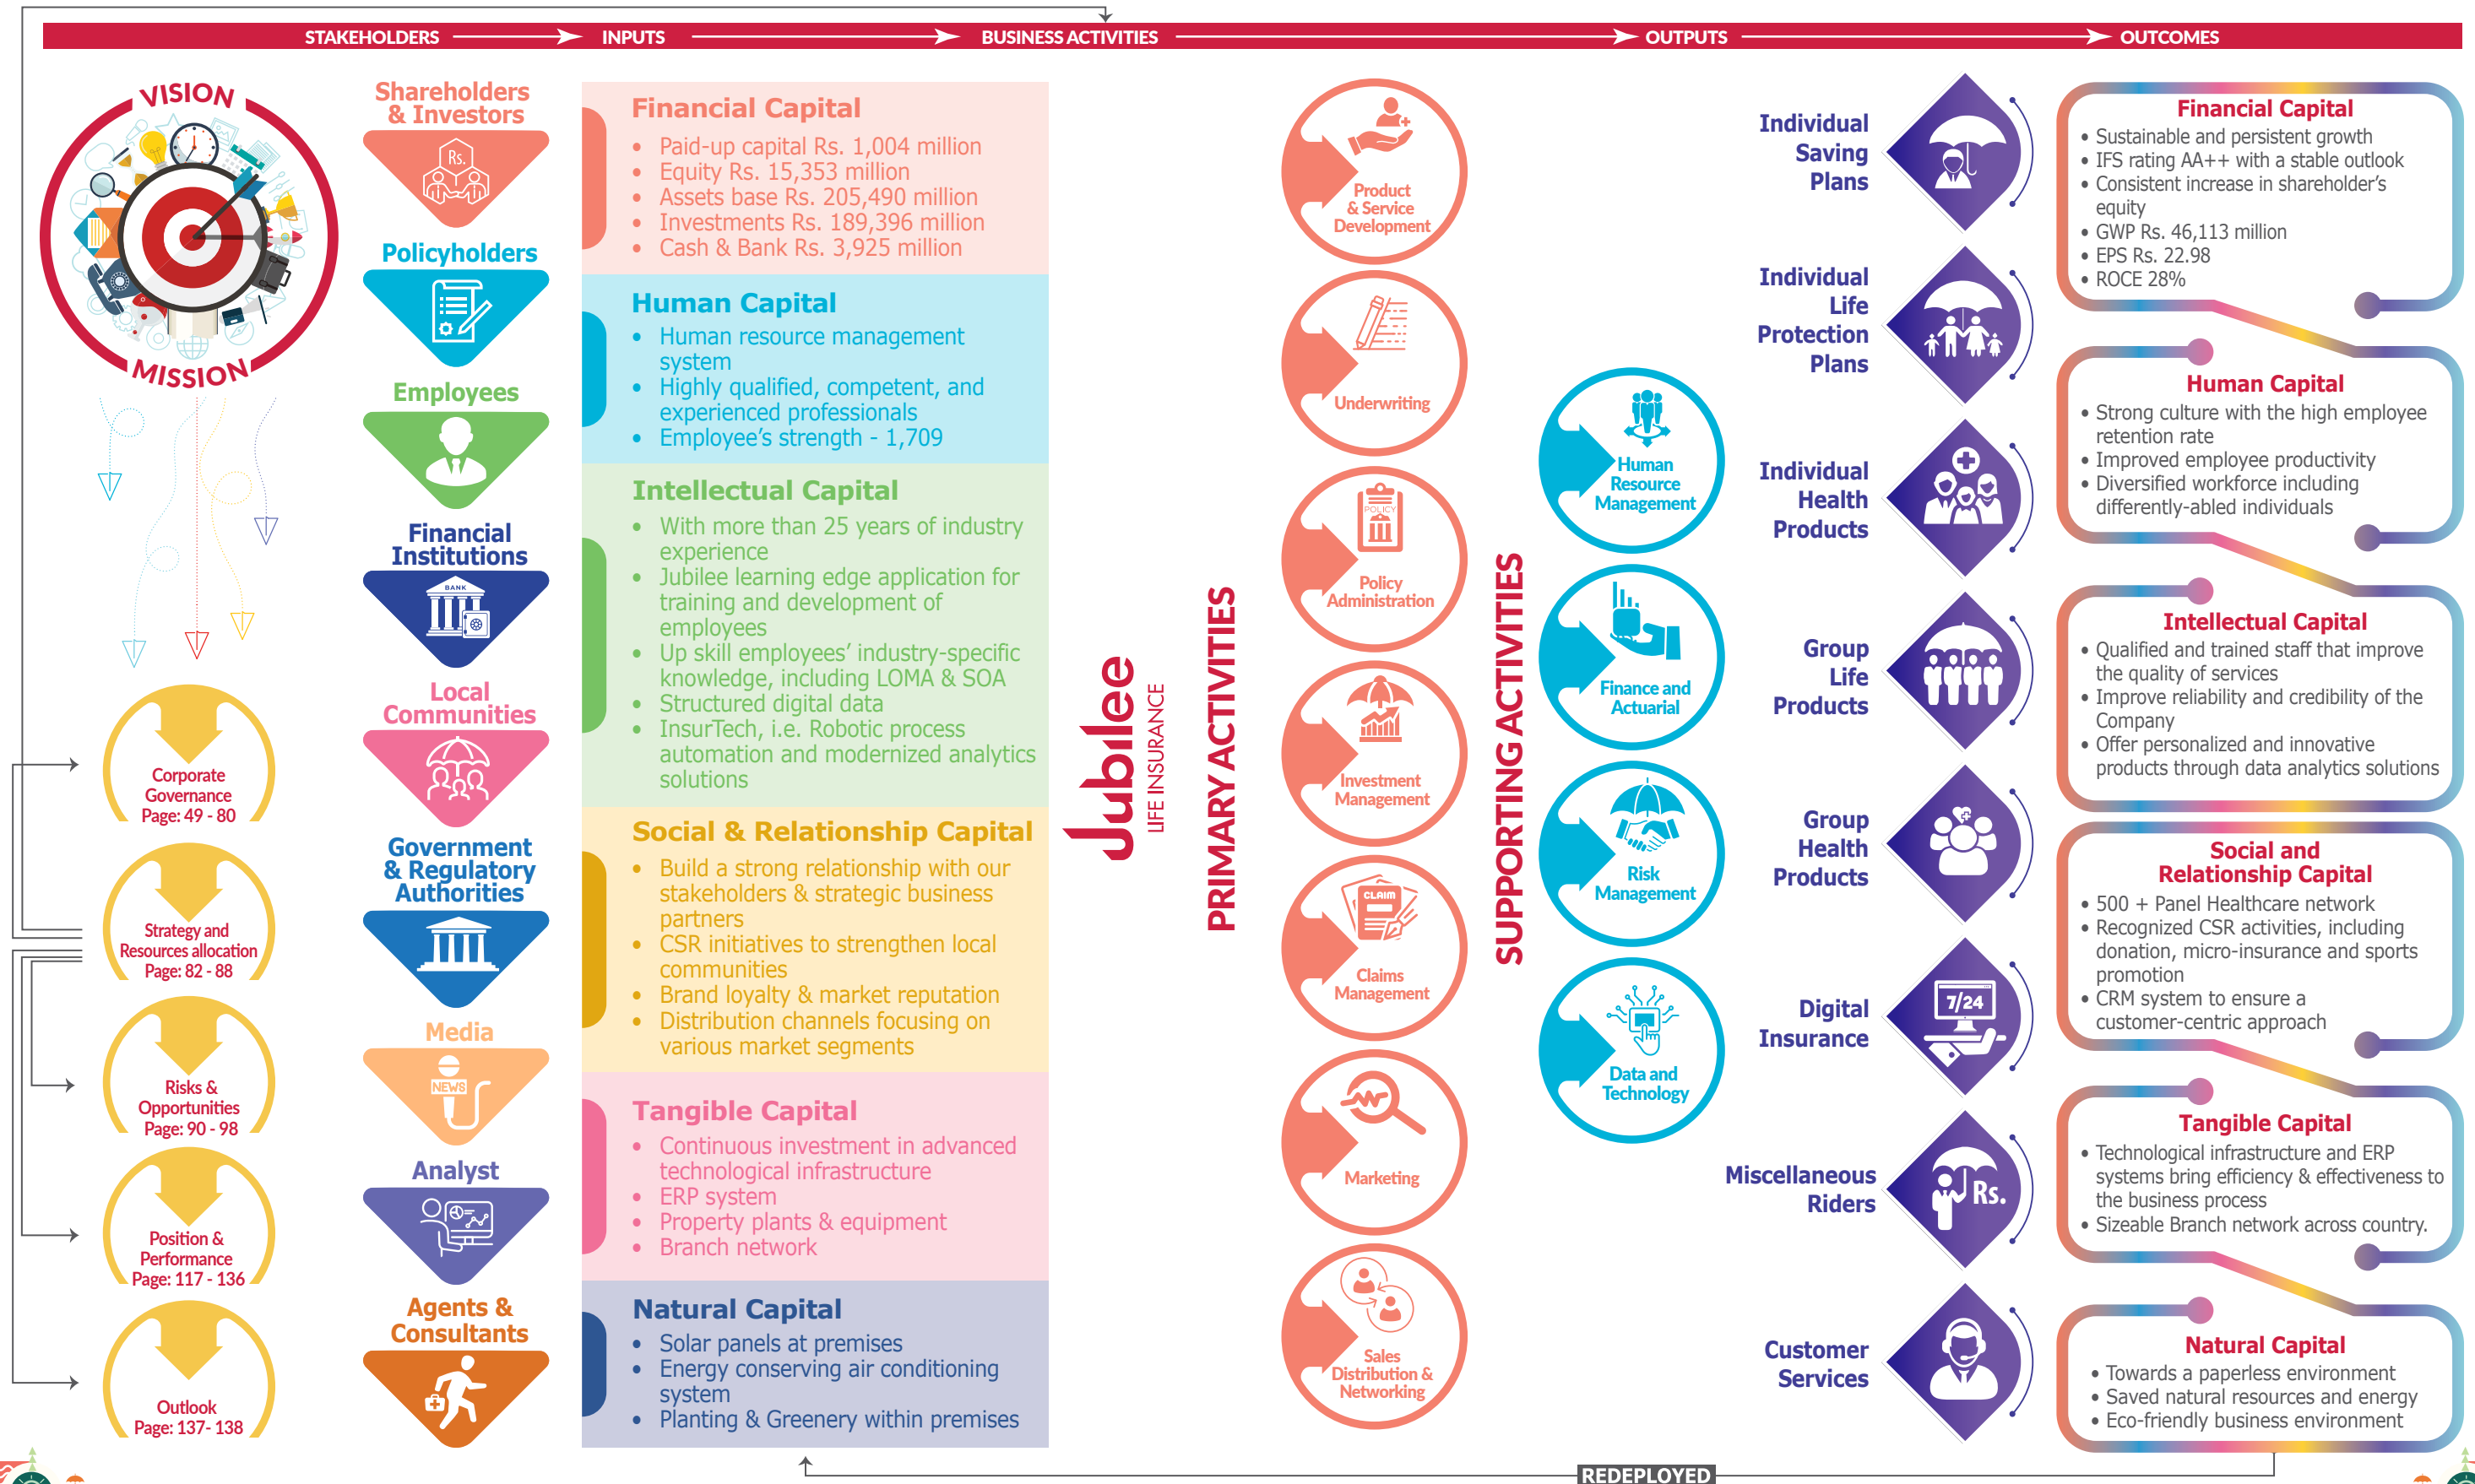 STAKEHOLDERS
INPUTS
BUSINESS ACTIVITIES
OUTPUTS
OUTCOMES
VISION
MISSION
Corporate
Governance
Page: 49 - 80
Strategy and
Resources allocation
Page: 82 - 88
Risks &
Opportunities
Page: 90 - 98
Position &
Performance
Page: 117 - 136
Outlook
Page: 137- 138
Shareholders
& Investors
Rs.
Policyholders
Employees
Financial
Institutions
BANK
Local
Communities
Government
& Regulatory
Authorities
Media
NEWS
Analyst
Agents &
Consultants
Financial Capital
• Paid-up capital Rs. 1,004 million
• Equity Rs. 15,353 million
• Assets base Rs. 205,490 million
• Investments Rs. 189,396 million
• Cash & Bank Rs. 3,925 million
Human Capital
• Human resource management
system
• Highly qualified, competent, and
experienced professionals
• Employee’s strength - 1,709
Intellectual Capital
• With more than 25 years of industry
experience
• Jubilee learning edge application for
training and development of
employees
• Up skill employees’ industry-specific
knowledge, including LOMA & SOA
• Structured digital data
• InsurTech, i.e. Robotic process
automation and modernized analytics
solutions
Social & Relationship Capital
• Build a strong relationship with our
stakeholders & strategic business
partners
• CSR initiatives to strengthen local
communities
• Brand loyalty & market reputation
• Distribution channels focusing on
various market segments
Tangible Capital
• Continuous investment in advanced
technological infrastructure
• ERP system
• Property plants & equipment
• Branch network
Natural Capital
• Solar panels at premises
• Energy conserving air conditioning
system
• Planting & Greenery within premises
Jubilee
LIFE INSURANCE
PRIMARY ACTIVITIES
Product
& Service
Development
Underwriting
POLICY
Policy
Administration
Investment
Management
CLAIM
Claims
Management
Marketing
Sales
Distribution &
Networking
SUPPORTING ACTIVITIES
Human
Resource
Management
Finance and
Actuarial
Risk
Management
Data and
Technology
Individual
Saving
Plans
Individual
Life
Protection
Plans
Individual
Health
Products
Group
Life
Products
Group
Health
Products
Digital
Insurance
7/24
Miscellaneous
Riders
Rs.
Customer
Services
Financial Capital
• Sustainable and persistent growth
• IFS rating AA++ with a stable outlook
• Consistent increase in shareholder’s
equity
• GWP Rs. 46,113 million
• EPS Rs. 22.98
• ROCE 28%
Human Capital
• Strong culture with the high employee
retention rate
• Improved employee productivity
• Diversified workforce including
differently-abled individuals
Intellectual Capital
• Qualified and trained staff that improve
the quality of services
• Improve reliability and credibility of the
Company
• Offer personalized and innovative
products through data analytics solutions
Social and
Relationship Capital
• 500 + Panel Healthcare network
• Recognized CSR activities, including
donation, micro-insurance and sports
promotion
• CRM system to ensure a
customer-centric approach
Tangible Capital
• Technological infrastructure and ERP
systems bring efficiency & effectiveness to
the business process
• Sizeable Branch network across country.
Natural Capital
• Towards a paperless environment
• Saved natural resources and energy
• Eco-friendly business environment
REDEPLOYED